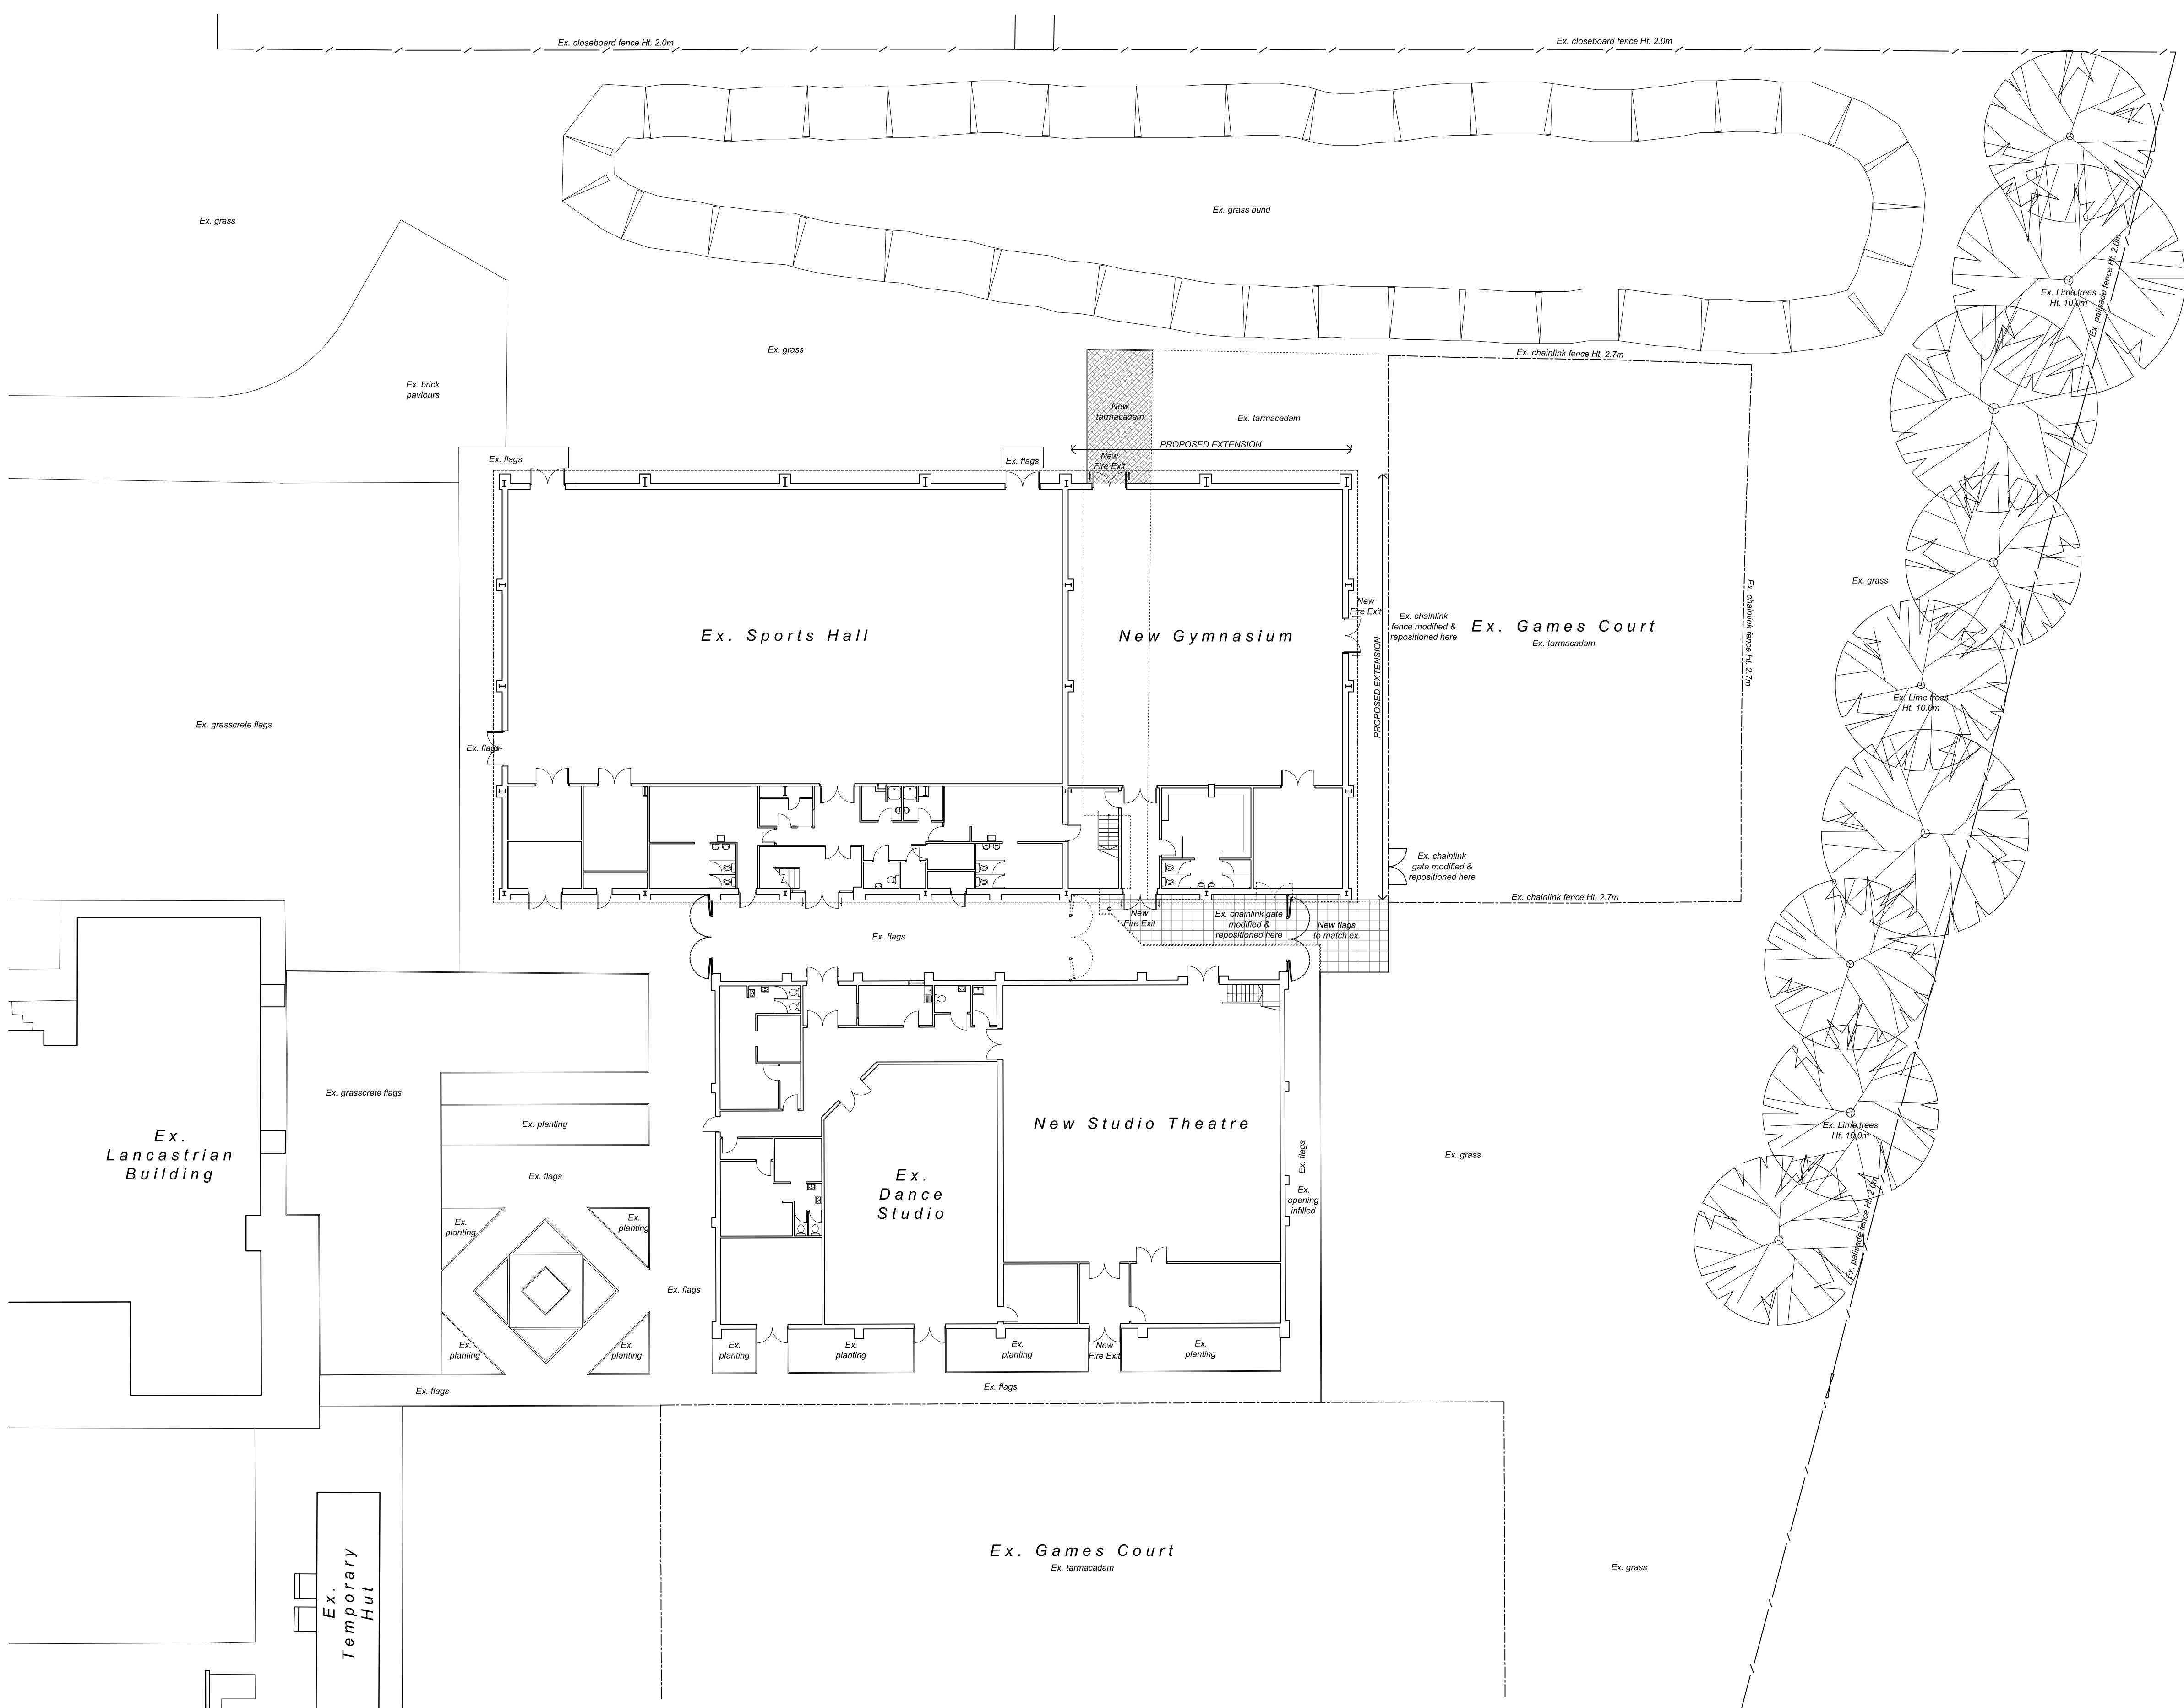 Ex. closeboard fence Ht. 2.0m
Ex. closeboard fence Ht. 2.0m
Ex. grass
Ex. grass bund
Ex. palisade fence Ht. 2.0m
Ex. Lime trees
Ht. 10.0m
Ex. grass
Ex. chainlink fence Ht. 2.7m
Ex. brick
paviours
New
tarmacadam
Ex. tarmacadam
PROPOSED EXTENSION
Ex. flags
Ex. flags
New
Fire Exit
Ex. grass
Ex. chainlink fence Ht. 2.7m
New
Fire Exit
Ex. chainlink
fence modified &
repositioned here
Ex. Sports Hall
New Gymnasium
Ex. Games Court
Ex. tarmacadam
PROPOSED EXTENSION
Ex. Lime trees
Ht. 10.0m
Ex. grasscrete flags
Ex. flags
Ex. chainlink
gate modified &
repositioned here
Ex. chainlink fence Ht. 2.7m
Ex. flags
New
Fire Exit
Ex. chainlink gate
modified &
repositioned here
New flags
to match ex.
Ex. grasscrete flags
Ex. planting
Ex.
Lancastrian
Building
Ex. flags
Ex.
Dance
Studio
New Studio Theatre
Ex. flags
Ex.
opening
infilled
Ex. grass
Ex. Lime trees
Ht. 10.0m
Ex. palisade fence Ht. 2.0m
Ex.
planting
Ex.
planting
Ex. flags
Ex.
planting
Ex.
planting
Ex.
planting
Ex.
planting
Ex.
planting
New
Fire Exit
Ex.
planting
Ex. flags
Ex. flags
Ex. Games Court
Ex. tarmacadam
Ex. grass
Ex.
Temporary
Hut